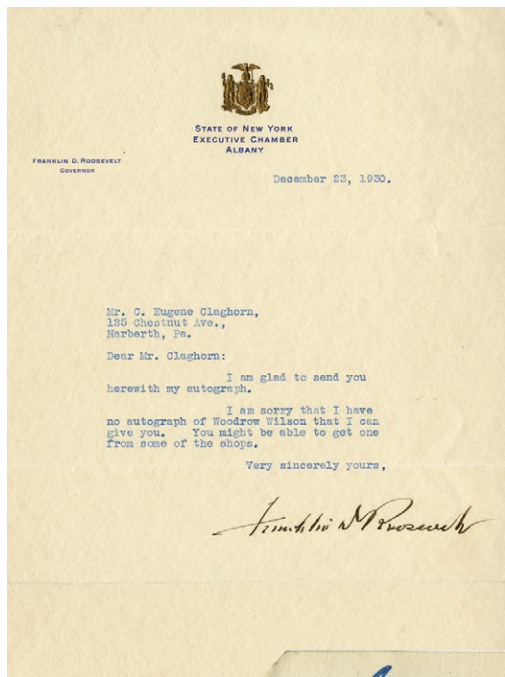 STATE OF NEW YORK
EXECUTIVE CHAMBER
ALBANY
FRANKLIN D. ROOSEVELT
GOVERNOR
December 23, 1930.
Mr. C. Eugene Claghorn,
125 Chestnut Ave.,
Narberth, Pa.
Dear Mr. Claghorn:
I am glad to send you
herewith my autograph.
I am sorry that I have
no autograph of Woodrow Wilson that I can
give you. You might be able to get one
from some of the shops.
Very sincerely yours,
Franklin D Roosevelt